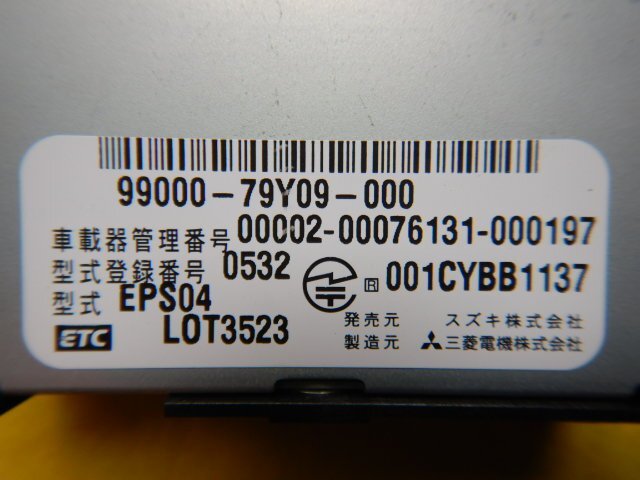 99000-79Y09-000
車載器管理番号 00002-00076131-000197
型式登録番号 0532
R 001CYBB1137
型式 EPS04
ETC LOT3523
発売元 スズキ株式会社
製造元 三菱電機株式会社